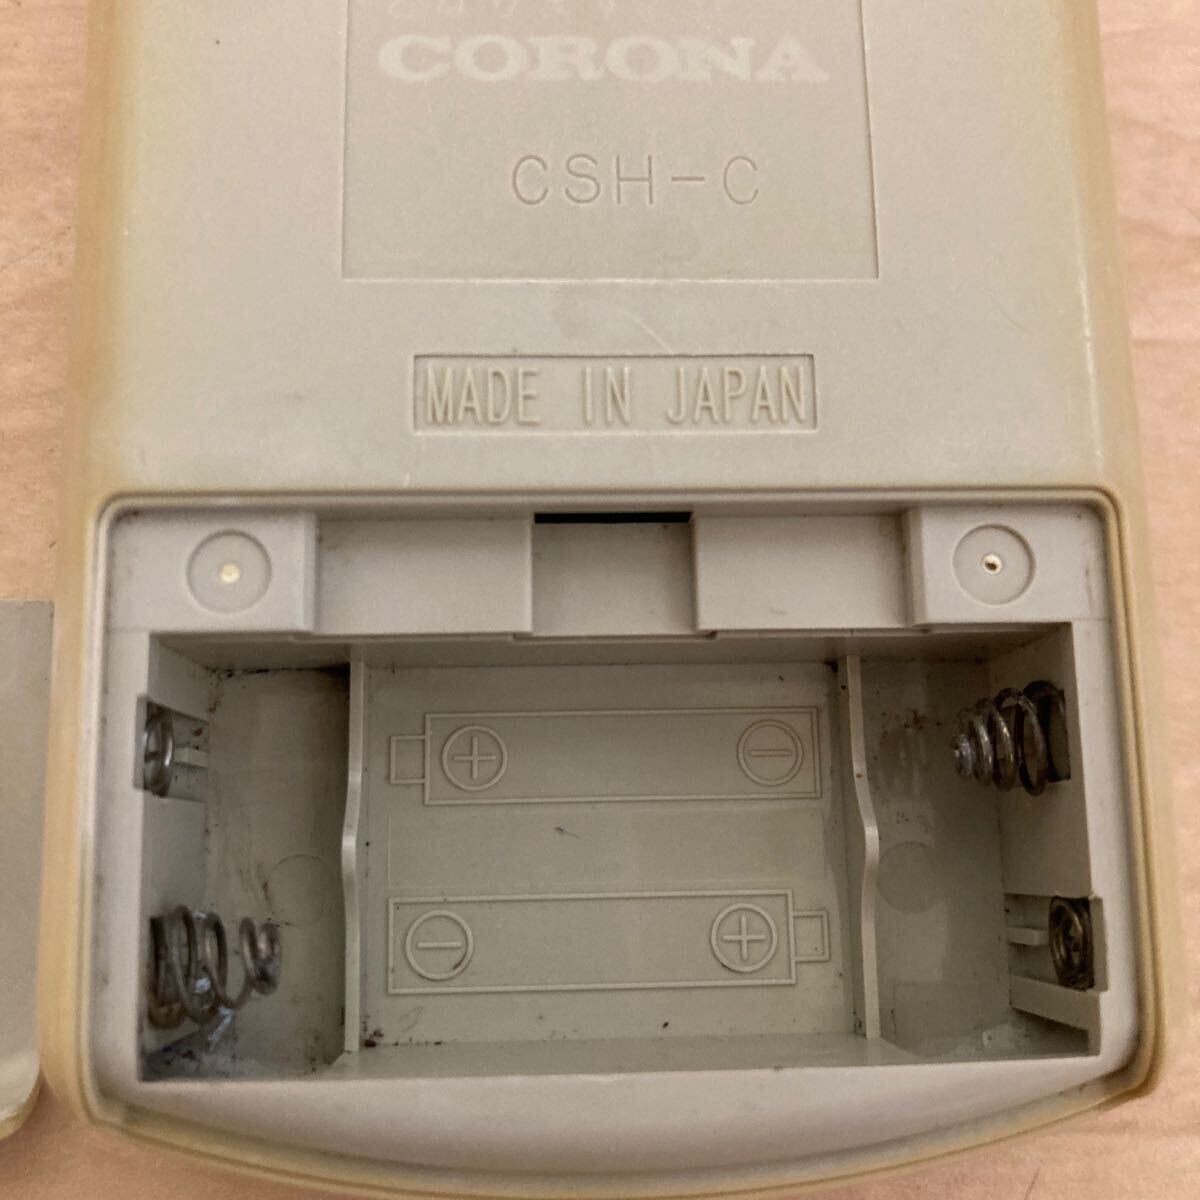 CORONA
CSH-C
MADE IN JAPAN
+ −
− +